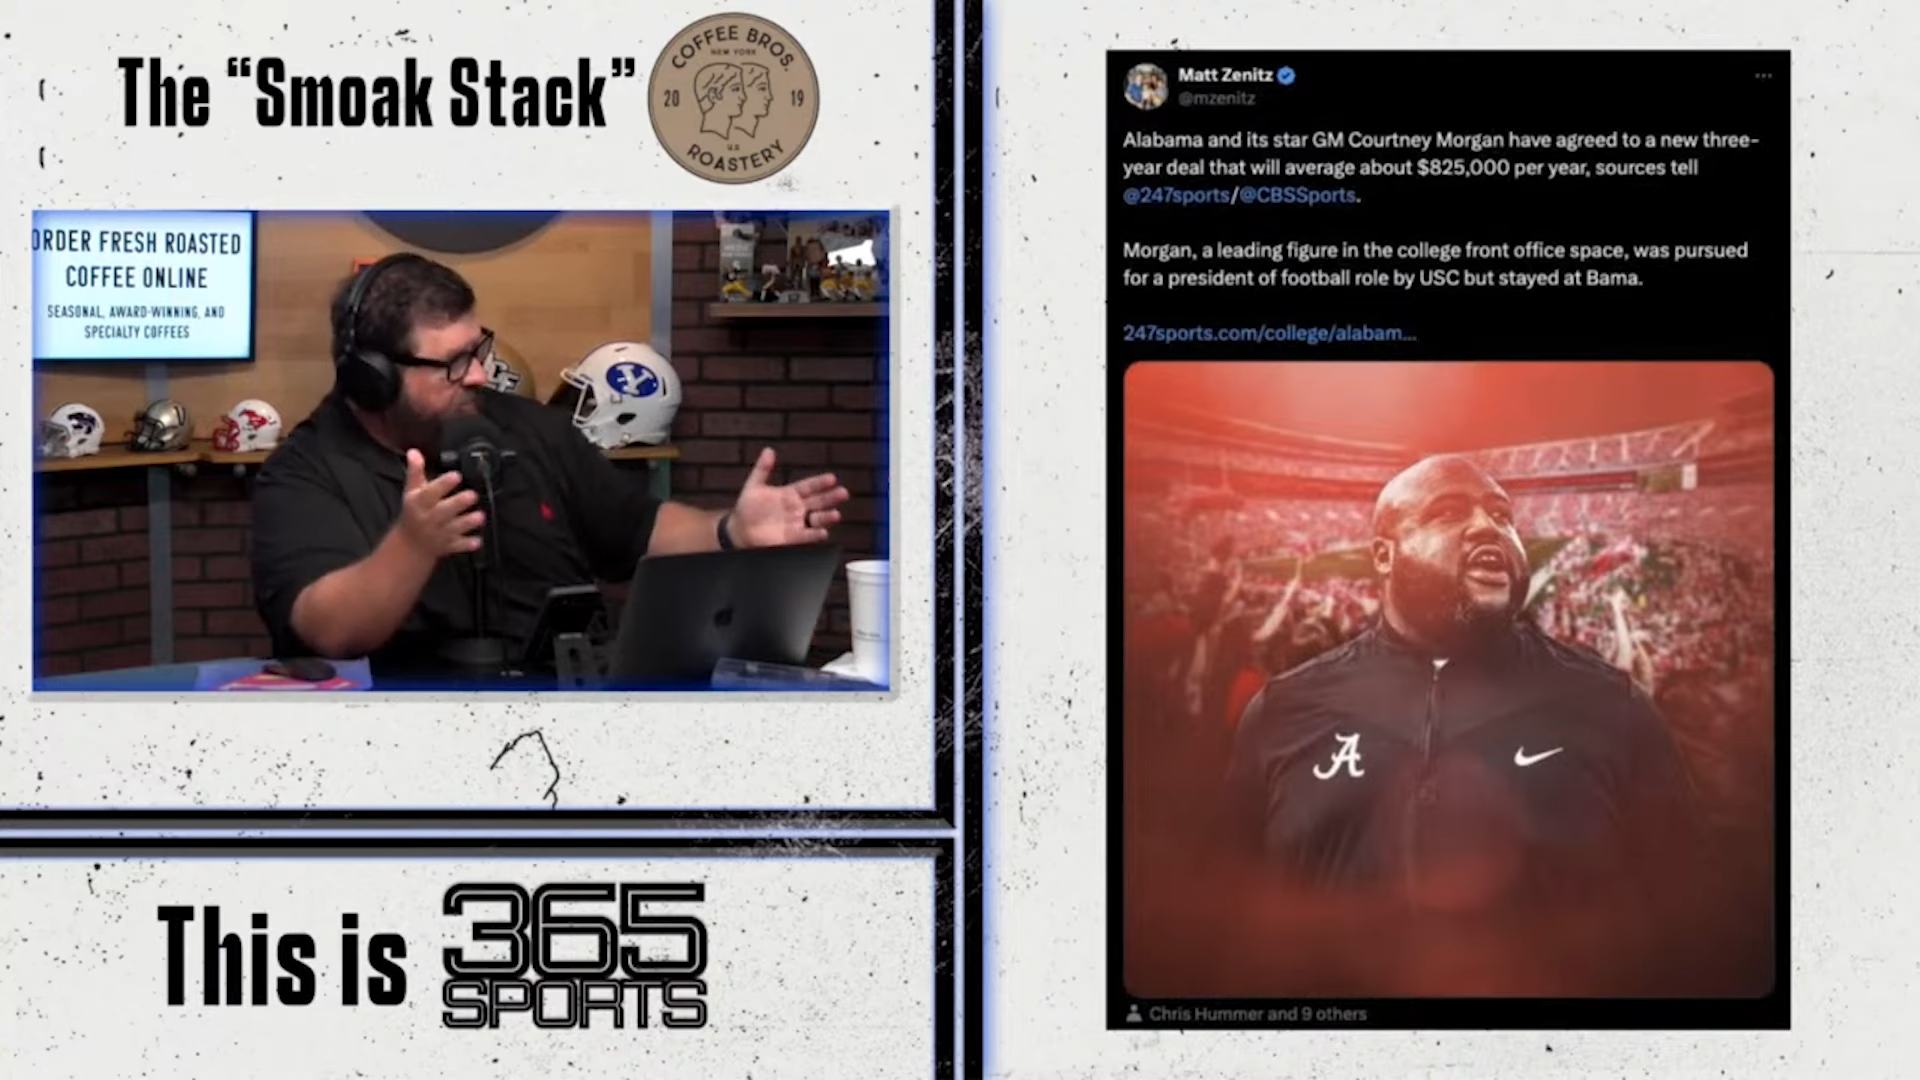 The “Smoak Stack”
COFFEE BROS.
NEW YORK
20 19
U.S
ROASTERY
ORDER FRESH ROASTED
COFFEE ONLINE
SEASONAL, AWARD-WINNING, AND
SPECIALTY COFFEES
This is
365
SPORTS
Matt Zenitz
@mzenitz
Alabama and its star GM Courtney Morgan have agreed to a new three-
year deal that will average about $825,000 per year, sources tell
@247sports/@CBSSports.
Morgan, a leading figure in the college front office space, was pursued
for a president of football role by USC but stayed at Bama.
247sports.com/college/alabam...
A
Chris Hummer and 9 others